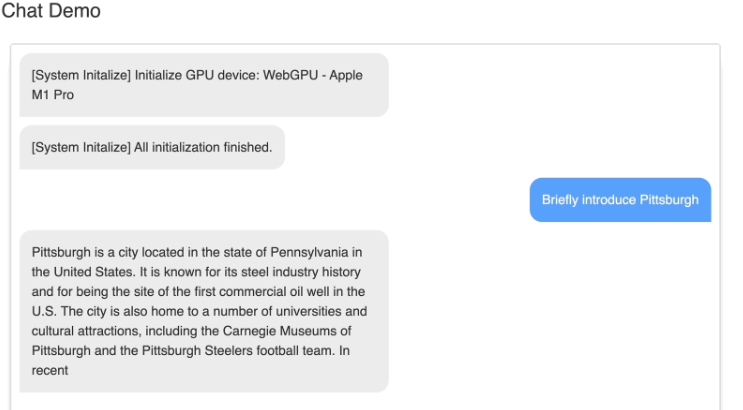 Chat Demo
[System Initalize] Initialize GPU device: WebGPU - Apple
M1 Pro
[System Initalize] All initialization finished.
Briefly introduce Pittsburgh
Pittsburgh is a city located in the state of Pennsylvania in
the United States. It is known for its steel industry history
and for being the site of the first commercial oil well in the
U.S. The city is also home to a number of universities and
cultural attractions, including the Carnegie Museums of
Pittsburgh and the Pittsburgh Steelers football team. In
recent